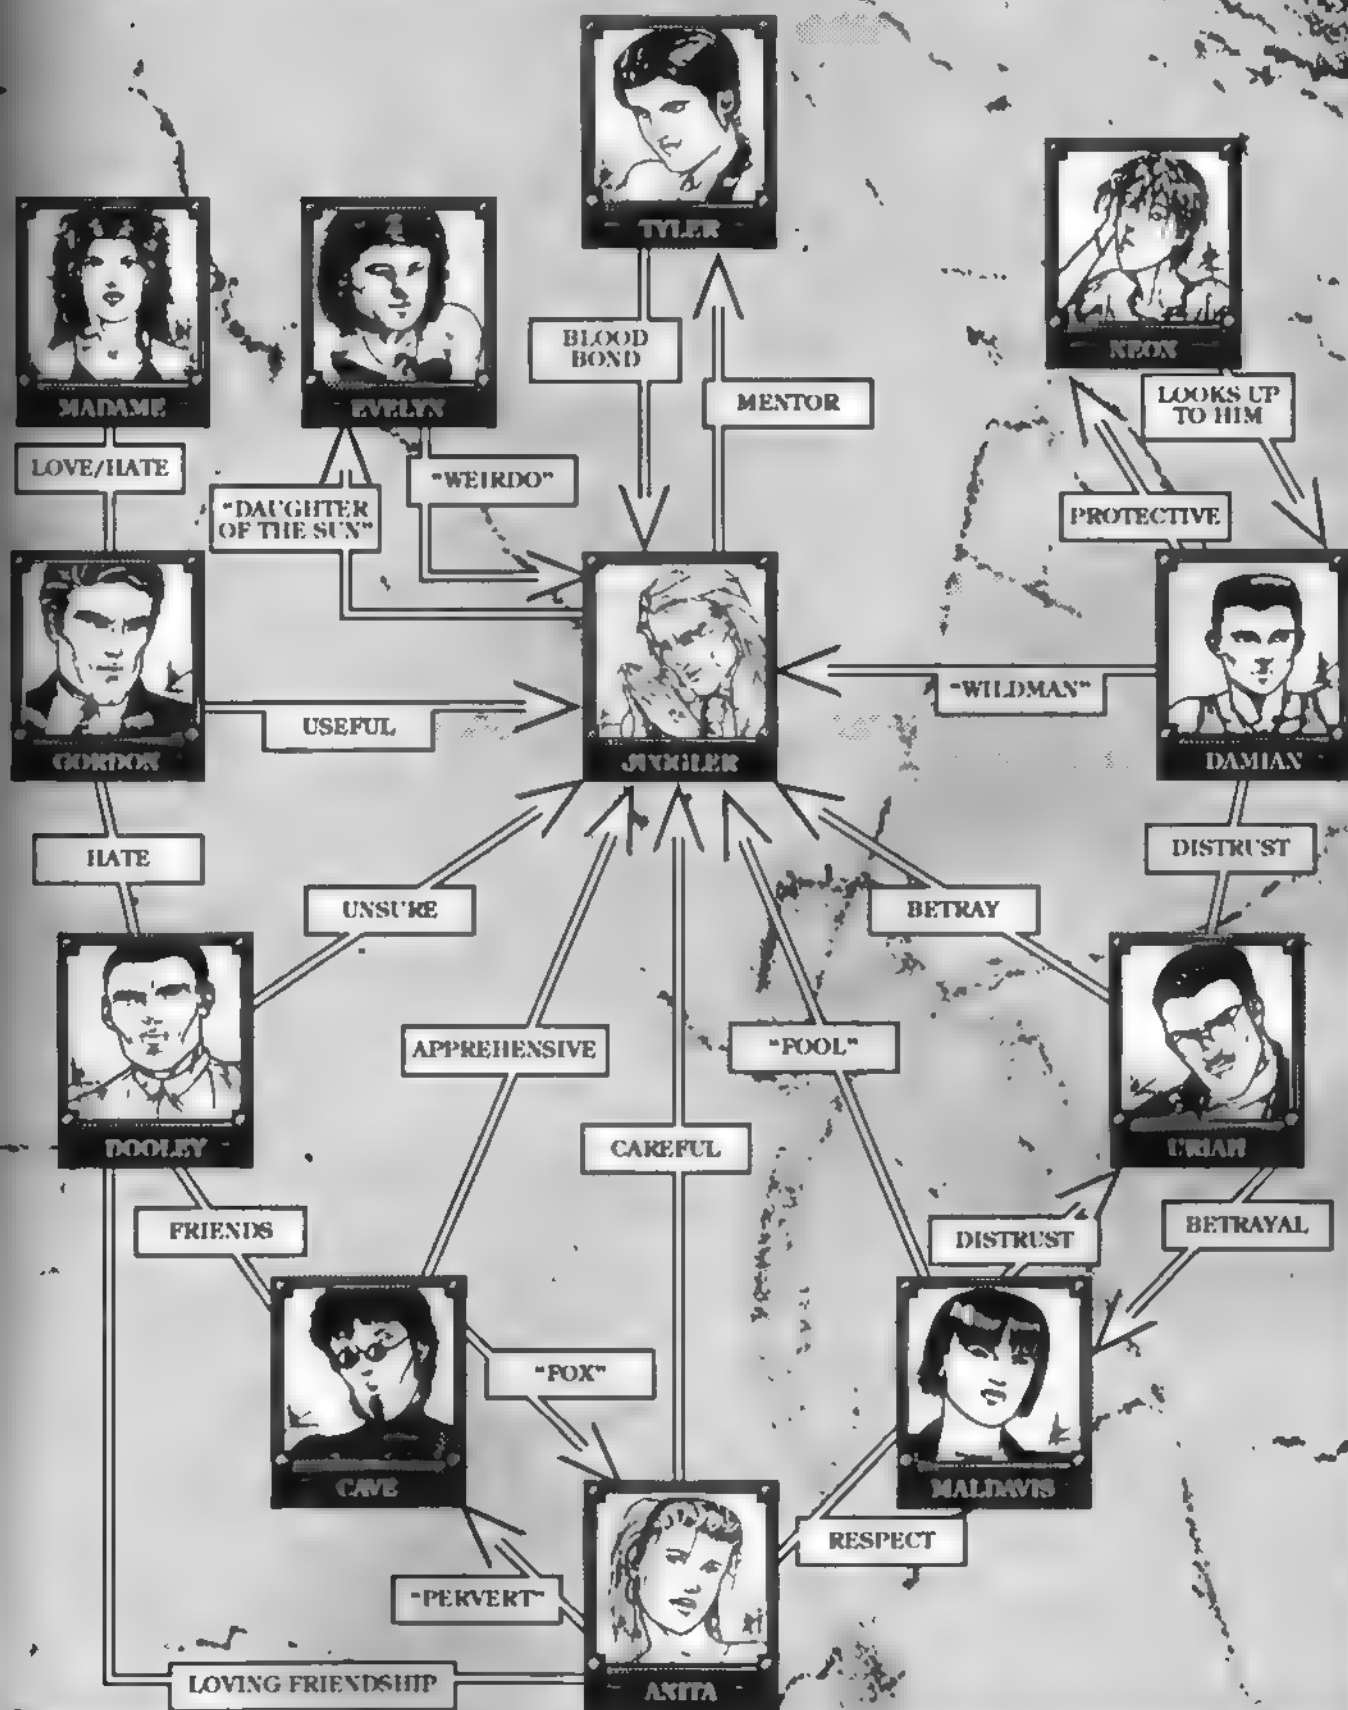 TYLER
NEON
MADAME
EVELYN
BLOOD
BOND
MENTOR
LOOKS UP
TO HIM
LOVE/HATE
"WEIRDO"
"DAUGHTER
OF THE SUN"
PROTECTIVE
"WILDMAN"
USEFUL
GORDON
JUGGLER
DAMIAN
HATE
DISTRUST
UNSURE
BETRAY
APPREHENSIVE
"FOOL"
CAREFUL
DOOLEY
URIAH
FRIENDS
DISTRUST
BETRAYAL
"FOX"
CAVE
MALDAVIS
RESPECT
"PERVERT"
LOVING FRIENDSHIP
ANITA